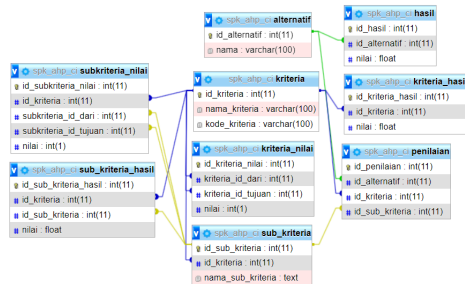 spk_ahp_ci alternatif
id_alternatif : int(11)
nama : varchar(100)
spk_ahp_ci hasil
id_hasil : int(11)
id_alternatif : int(11)
nilai : float
spk_ahp_ci subkriteria_nilai
id_subkriteria_nilai : int(11)
id_kriteria : int(11)
subkriteria_id_dari : int(11)
subkriteria_id_tujuan : int(11)
nilai : int(1)
spk_ahp_ci kriteria
id_kriteria : int(11)
nama_kriteria : varchar(100)
kode_kriteria : varchar(100)
spk_ahp_ci kriteria_hasil
id_kriteria_hasil : int(11)
id_kriteria : int(11)
nilai : float
spk_ahp_ci sub_kriteria_hasil
id_sub_kriteria_hasil : int(11)
id_kriteria : int(11)
id_sub_kriteria : int(11)
nilai : float
spk_ahp_ci kriteria_nilai
id_kriteria_nilai : int(11)
kriteria_id_dari : int(11)
kriteria_id_tujuan : int(11)
nilai : int(1)
spk_ahp_ci penilaian
id_penilaian : int(11)
id_alternatif : int(11)
id_kriteria : int(11)
id_sub_kriteria : int(11)
spk_ahp_ci sub_kriteria
id_sub_kriteria : int(11)
id_kriteria : int(11)
nama_sub_kriteria : text